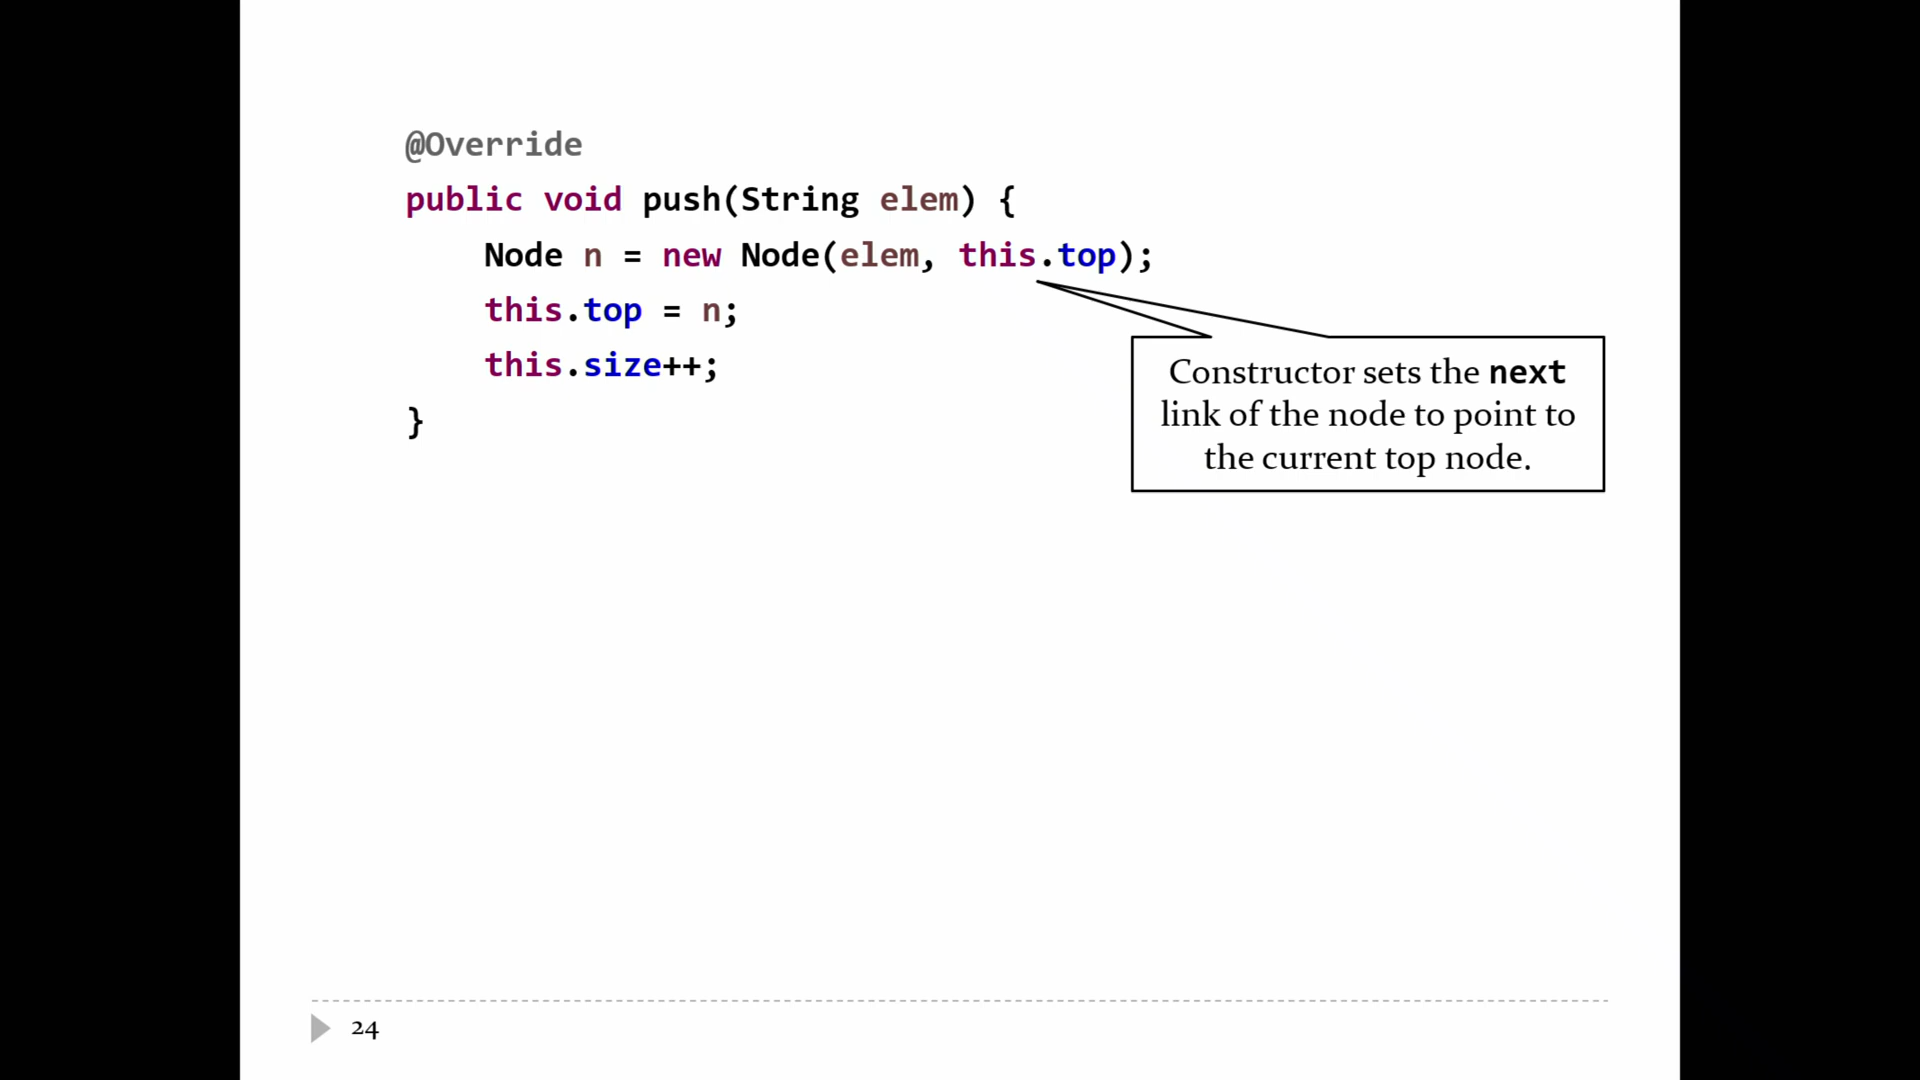 @Override
public void push(String elem) {
    Node n = new Node(elem, this.top);
    this.top = n;
    this.size++;
}
Constructor sets the next
link of the node to point to
the current top node.
24